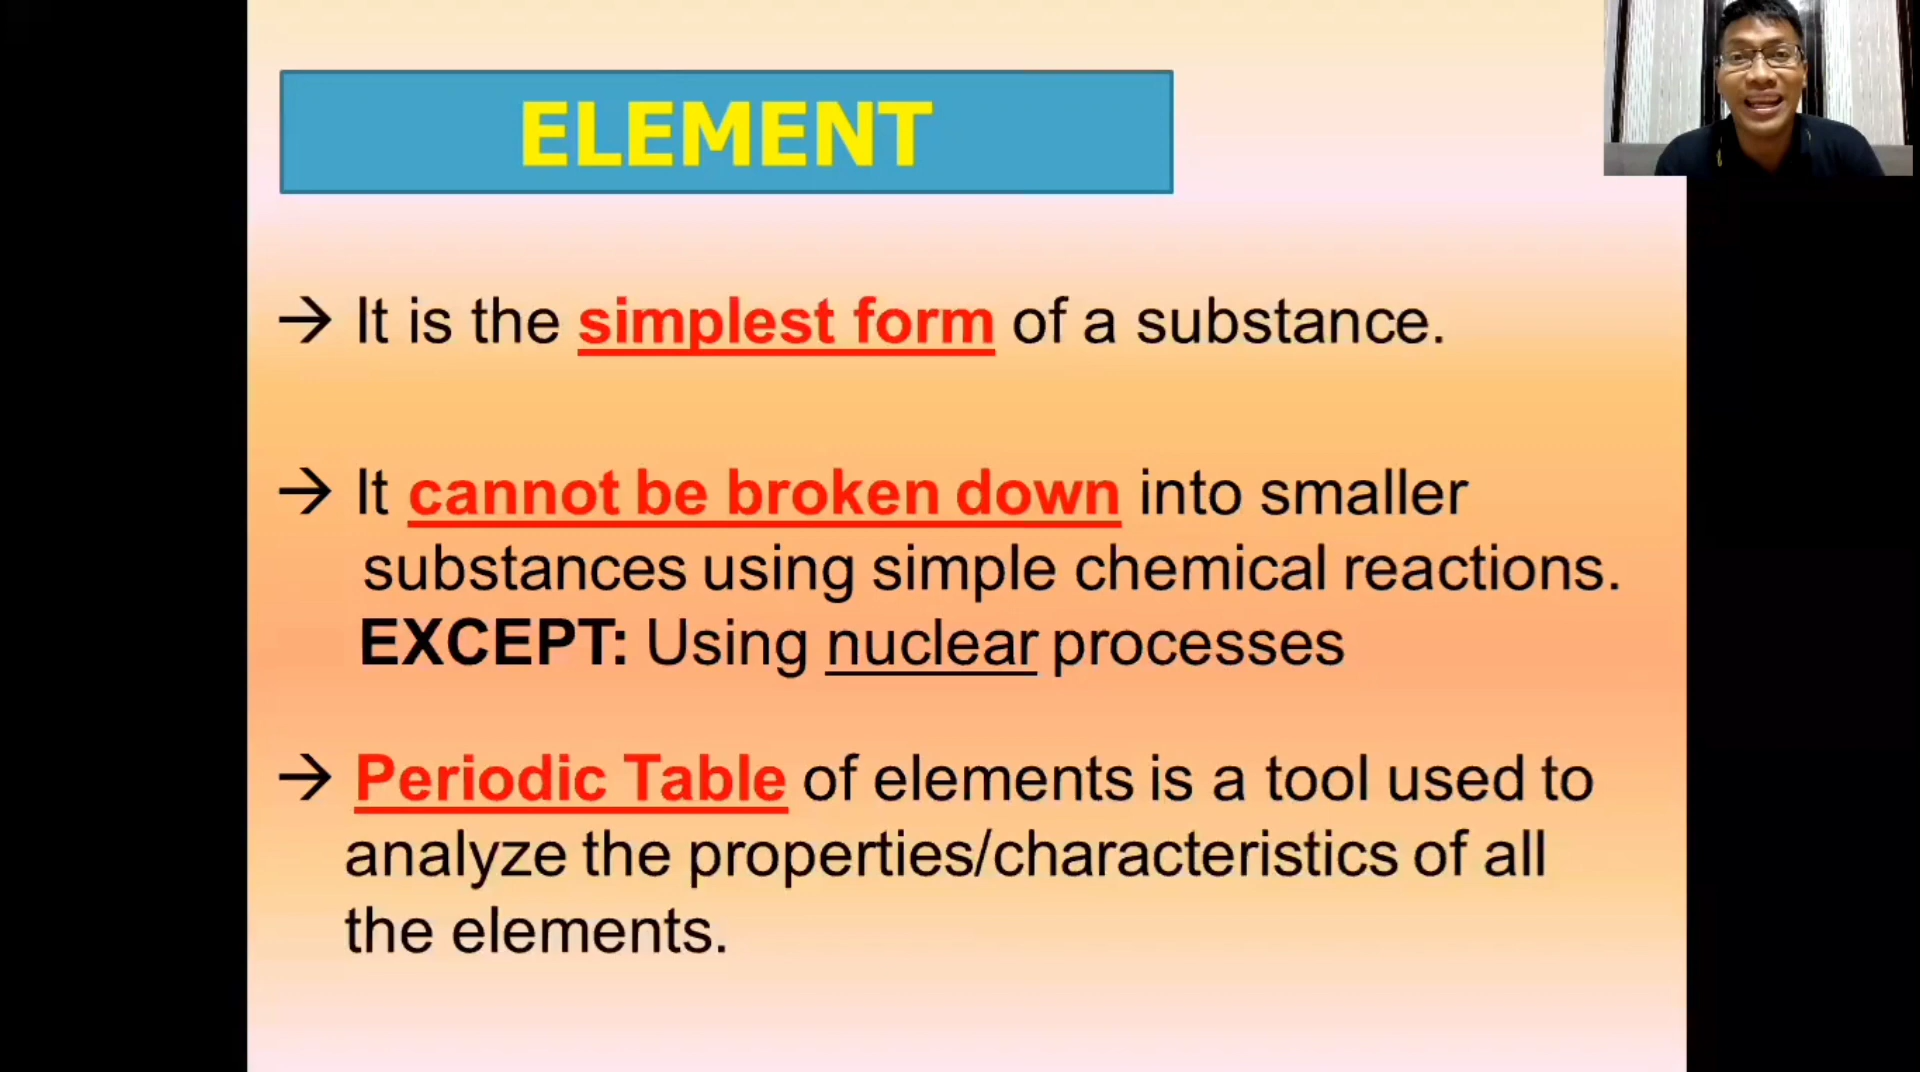 ELEMENT
→ It is the simplest form of a substance.
→ It cannot be broken down into smaller
substances using simple chemical reactions.
EXCEPT: Using nuclear processes
→ Periodic Table of elements is a tool used to
analyze the properties/characteristics of all
the elements.